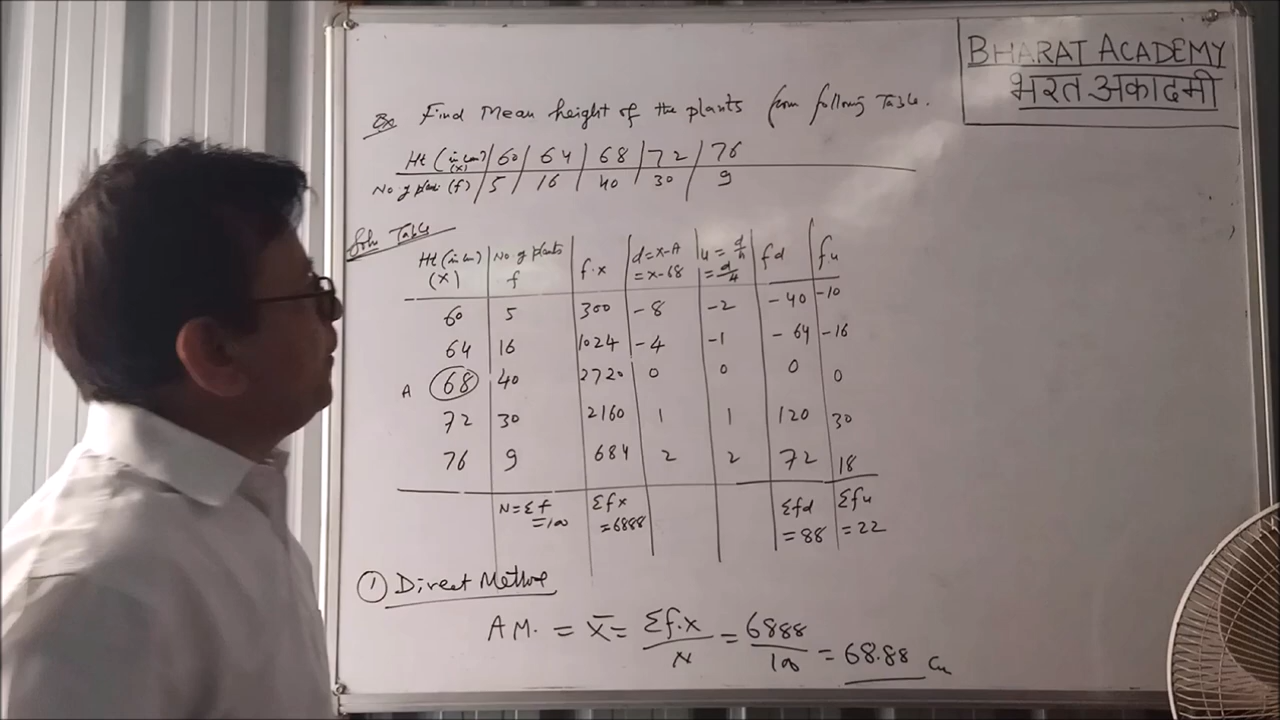 BHARAT ACADEMY
भरत अकादमी
Ex Find Mean height of the plants from following Table.
Ht (in cm) (x) | 60 | 64 | 68 | 72 | 76
No. of plant (f) | 5 | 16 | 40 | 30 | 9
Soln Table
Ht (in cm) (x) | No. of plants f | f.x | d=x-A =x-68 | u=d/h =d/4 | fd | f.u
60 | 5 | 300 | -8 | -2 | -40 | -10
64 | 16 | 1024 | -4 | -1 | -64 | -16
A 68 | 40 | 2720 | 0 | 0 | 0 | 0
72 | 30 | 2160 | 1 | 1 | 120 | 30
76 | 9 | 684 | 2 | 2 | 72 | 18
N=Σf =100 | Σfx =6888 | Σfd =88 | Σfu =22
① Direct Method
A.M. = x̄ = Σf.x/N = 6888/100 = 68.88 cm